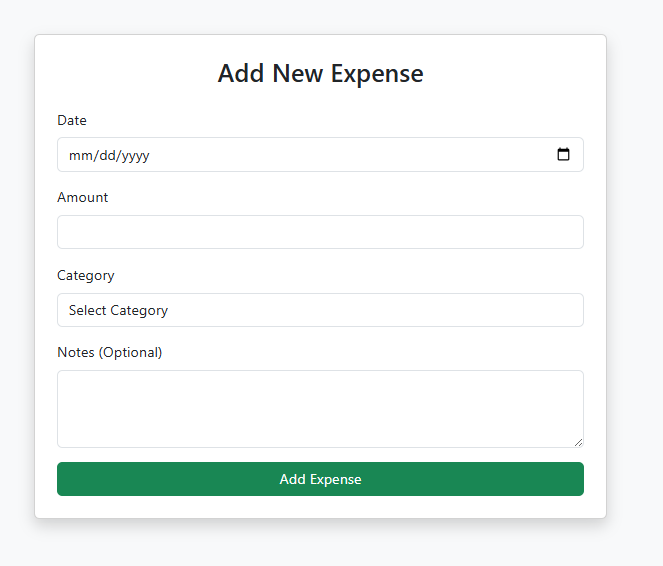 Add New Expense
Date
mm/dd/yyyy
Amount
Category
Select Category
Notes (Optional)
Add Expense